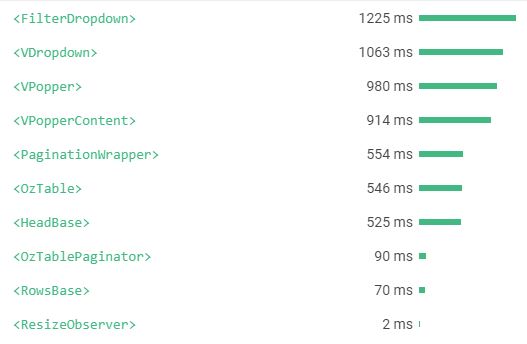 <FilterDropdown> 1225 ms
<VDropdown> 1063 ms
<VPopper> 980 ms
<VPopperContent> 914 ms
<PaginationWrapper> 554 ms
<OzTable> 546 ms
<HeadBase> 525 ms
<OzTablePaginator> 90 ms
<RowsBase> 70 ms
<ResizeObserver> 2 ms